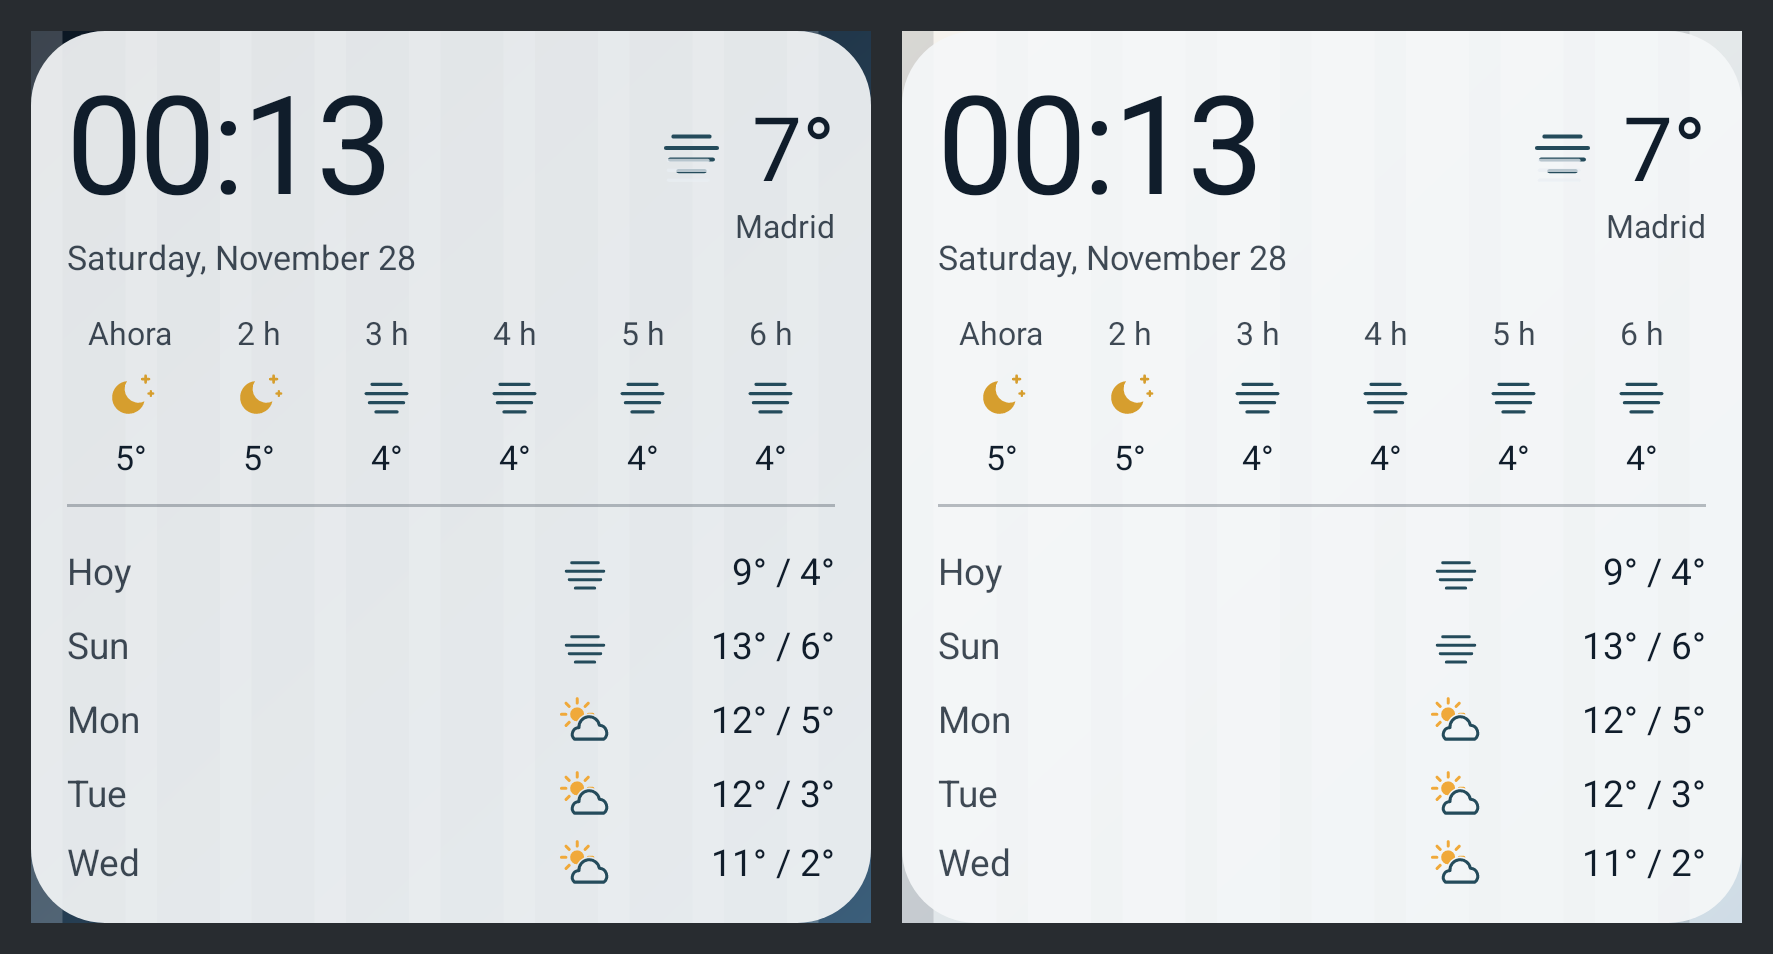 00:13
7°
Madrid
Saturday, November 28
Ahora 2 h 3 h 4 h 5 h 6 h
5° 5° 4° 4° 4° 4°
Hoy 9° / 4°
Sun 13° / 6°
Mon 12° / 5°
Tue 12° / 3°
Wed 11° / 2°
00:13
7°
Madrid
Saturday, November 28
Ahora 2 h 3 h 4 h 5 h 6 h
5° 5° 4° 4° 4° 4°
Hoy 9° / 4°
Sun 13° / 6°
Mon 12° / 5°
Tue 12° / 3°
Wed 11° / 2°